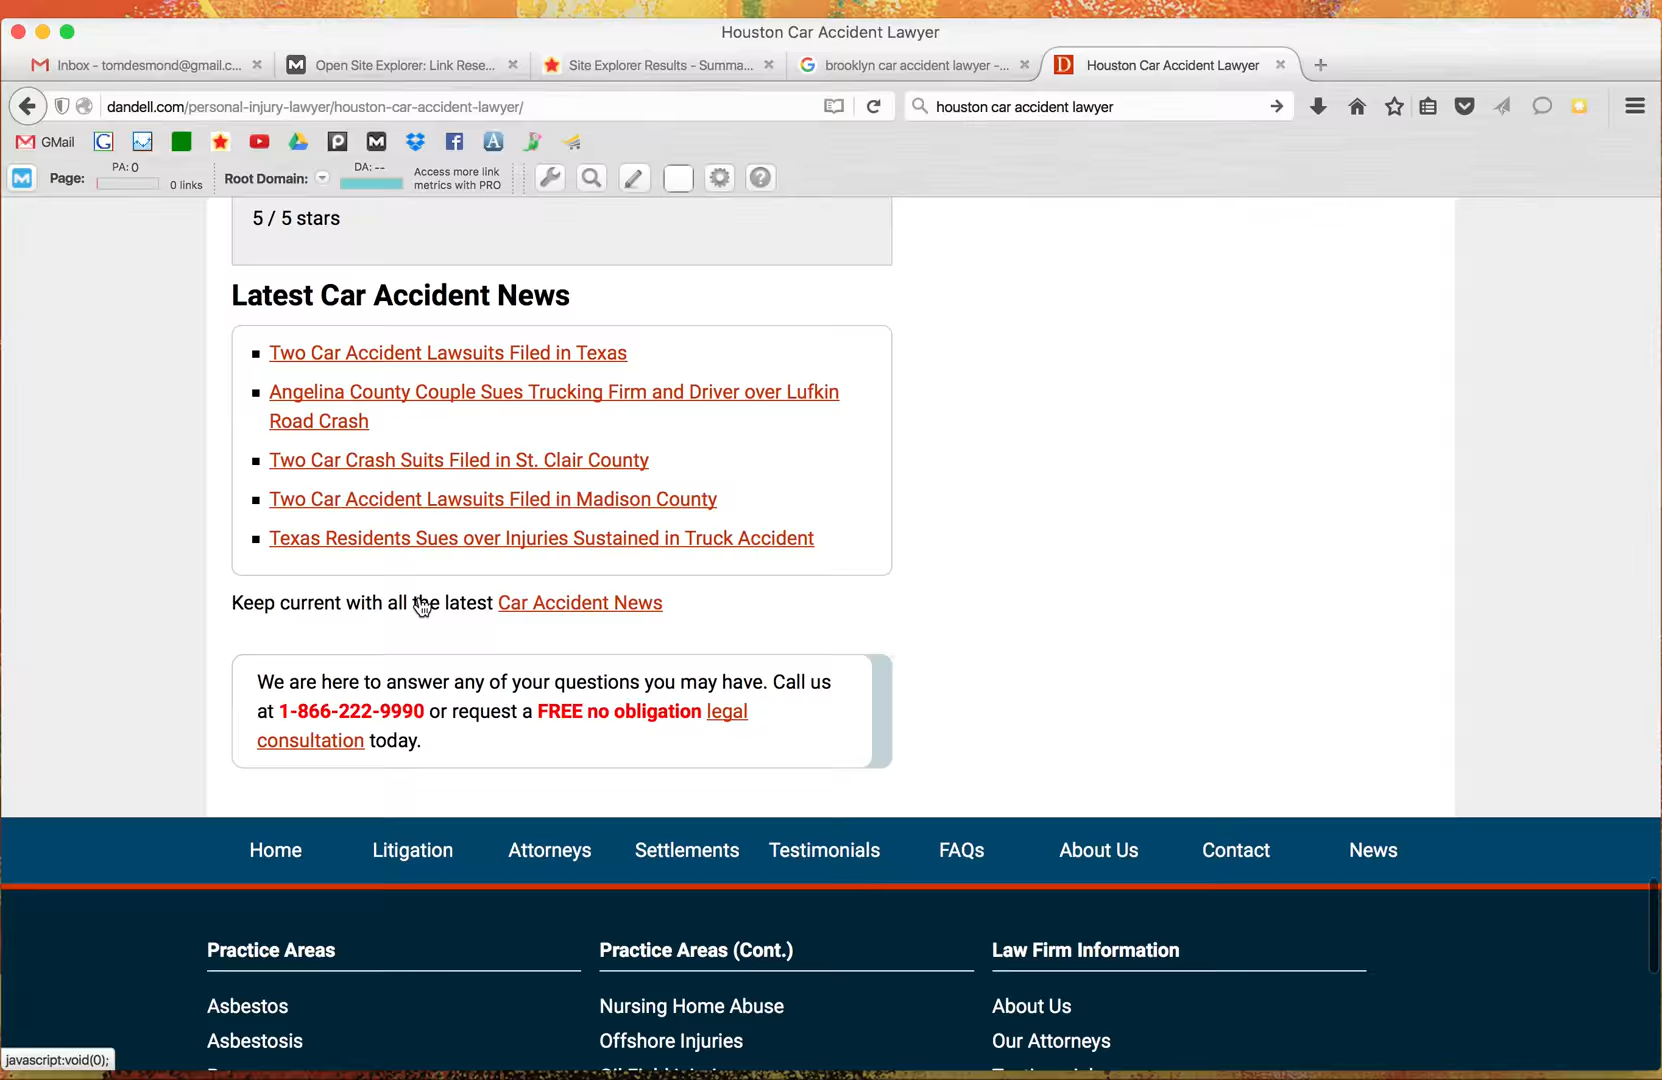 Houston Car Accident Lawyer
Inbox - tomdesmond@gmail.c...
Open Site Explorer: Link Rese...
Site Explorer Results - Summa...
brooklyn car accident lawyer -...
Houston Car Accident Lawyer
dandell.com/personal-injury-lawyer/houston-car-accident-lawyer/
houston car accident lawyer
GMail
Page:
PA: 0
0 links
Root Domain:
DA: --
Access more link
metrics with PRO
5 / 5 stars
Latest Car Accident News
Two Car Accident Lawsuits Filed in Texas
Angelina County Couple Sues Trucking Firm and Driver over Lufkin
Road Crash
Two Car Crash Suits Filed in St. Clair County
Two Car Accident Lawsuits Filed in Madison County
Texas Residents Sues over Injuries Sustained in Truck Accident
Keep current with all the latest Car Accident News
We are here to answer any of your questions you may have. Call us
at 1-866-222-9990 or request a FREE no obligation legal
consultation today.
Home Litigation Attorneys Settlements Testimonials FAQs About Us Contact News
Practice Areas
Asbestos
Asbestosis
Practice Areas (Cont.)
Nursing Home Abuse
Offshore Injuries
Law Firm Information
About Us
Our Attorneys
javascript:void(0);